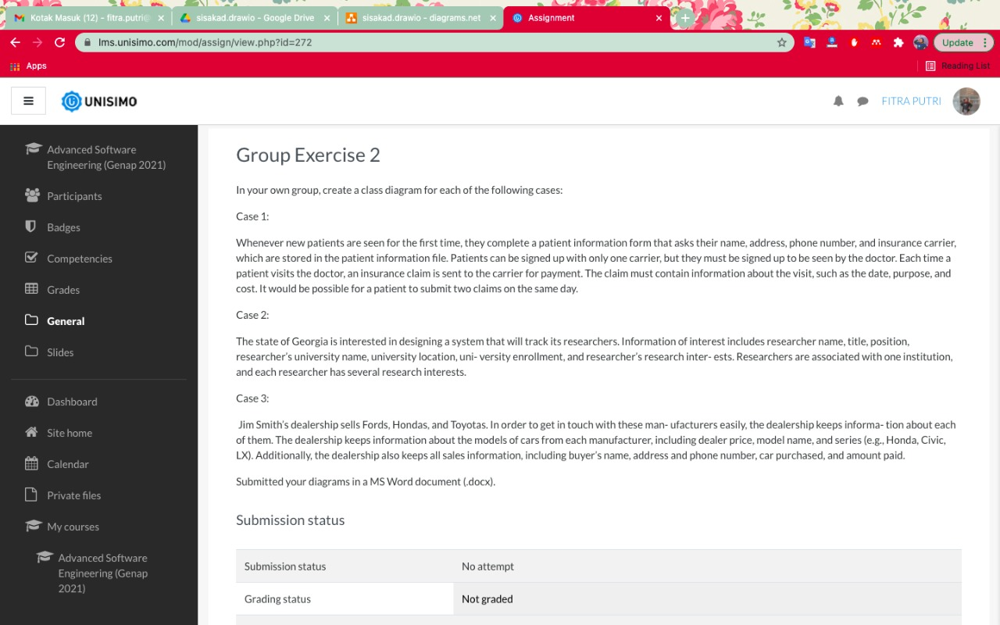 Kotak Masuk (12) - fitra.putri@
sisakad.drawio - Google Drive
sisakad.drawio - diagrams.net
Assignment
lms.unisimo.com/mod/assign/view.php?id=272
Update
Apps
Reading List
UNISIMO
FITRA PUTRI
Advanced Software
Engineering (Genap 2021)
Participants
Badges
Competencies
Grades
General
Slides
Dashboard
Site home
Calendar
Private files
My courses
Advanced Software
Engineering (Genap
2021)
Group Exercise 2
In your own group, create a class diagram for each of the following cases:
Case 1:
Whenever new patients are seen for the first time, they complete a patient information form that asks their name, address, phone number, and insurance carrier,
which are stored in the patient information file. Patients can be signed up with only one carrier, but they must be signed up to be seen by the doctor. Each time a
patient visits the doctor, an insurance claim is sent to the carrier for payment. The claim must contain information about the visit, such as the date, purpose, and
cost. It would be possible for a patient to submit two claims on the same day.
Case 2:
The state of Georgia is interested in designing a system that will track its researchers. Information of interest includes researcher name, title, position,
researcher's university name, university location, uni- versity enrollment, and researcher's research inter- ests. Researchers are associated with one institution,
and each researcher has several research interests.
Case 3:
Jim Smith's dealership sells Fords, Hondas, and Toyotas. In order to get in touch with these man- ufacturers easily, the dealership keeps informa- tion about each
of them. The dealership keeps information about the models of cars from each manufacturer, including dealer price, model name, and series (e.g., Honda, Civic,
LX). Additionally, the dealership also keeps all sales information, including buyer's name, address and phone number, car purchased, and amount paid.
Submitted your diagrams in a MS Word document (.docx).
Submission status
Submission status
No attempt
Grading status
Not graded